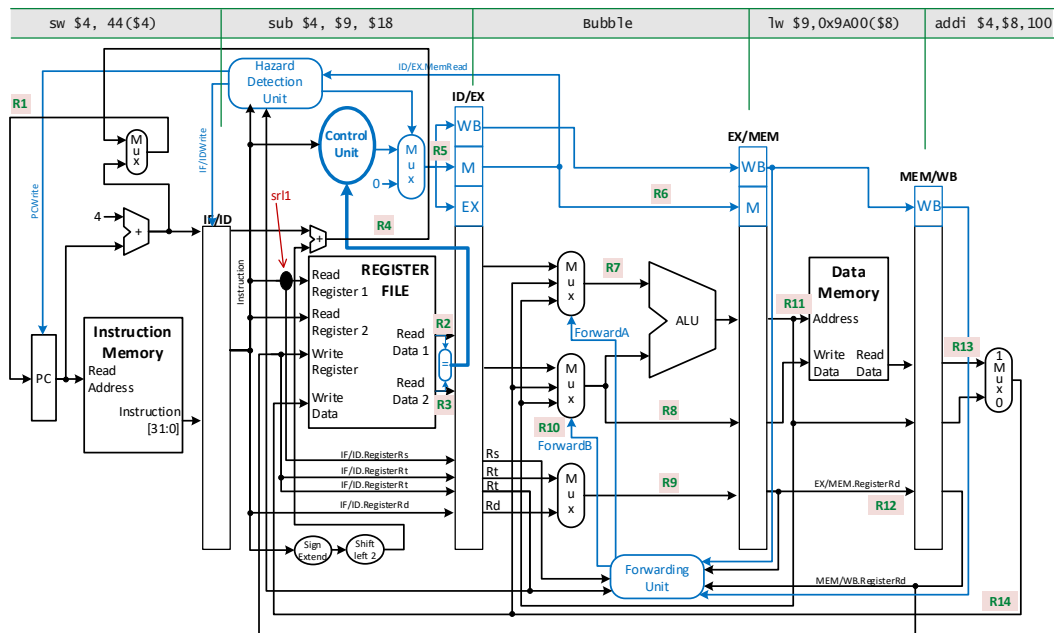 sw $4, 44($4)
sub $4, $9, $18
Bubble
lw $9,0x9A00($8)
addi $4,$8,100
R1
PCWrite
IF/IDWrite
Hazard
Detection
Unit
ID/EX.MemRead
ID/EX
WB
M
EX
EX/MEM
WB
M
MEM/WB
WB
Mux
Control
Unit
Mux
0
R5
R6
srl1
R4
4
+
IF/ID
+
Instruction
Read
Register 1
REGISTER
FILE
Read
Register 2
Write
Register
Write
Data
R2
Read
Data 1
=
Read
Data 2
R3
PC
Instruction
Memory
Read
Address
Instruction
[31:0]
Mux
R7
ALU
ForwardA
Mux
R8
R10
ForwardB
Mux
R9
Data
Memory
R11
Address
Write
Data
Read
Data
R13
1
Mux
0
IF/ID.RegisterRs
Rs
IF/ID.RegisterRt
Rt
IF/ID.RegisterRt
Rt
IF/ID.RegisterRd
Rd
EX/MEM.RegisterRd
R12
Sign
Extend
Shift
left 2
Forwarding
Unit
MEM/WB.RegisterRd
R14